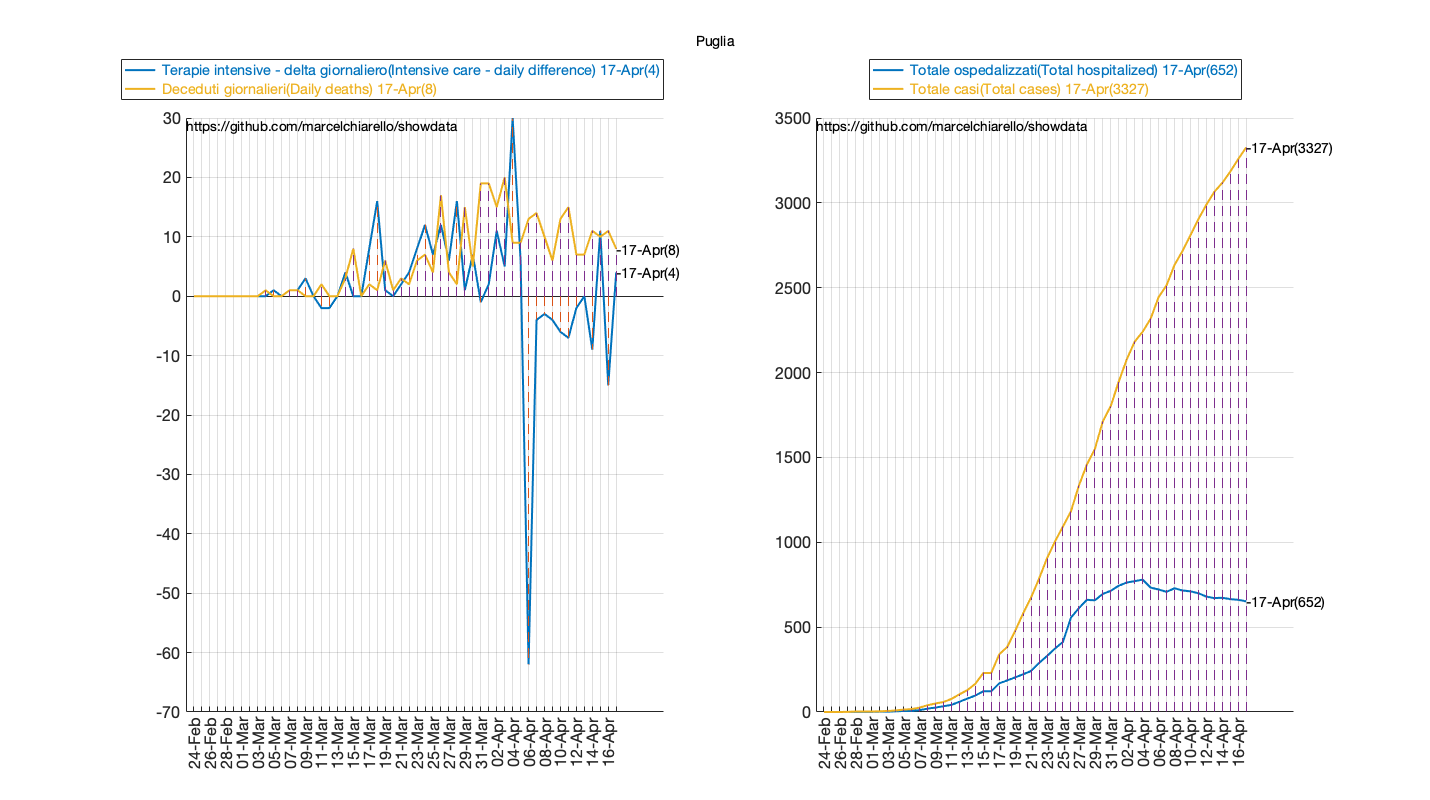 Puglia
Terapie intensive - delta giornaliero(Intensive care - daily difference) 17-Apr(4)
Deceduti giornalieri(Daily deaths) 17-Apr(8)
https://github.com/marcelchiarello/showdata
30
20
10
0
-10
-20
-30
-40
-50
-60
-70
-17-Apr(8)
-17-Apr(4)
24-Feb
26-Feb
28-Feb
01-Mar
03-Mar
05-Mar
07-Mar
09-Mar
11-Mar
13-Mar
15-Mar
17-Mar
19-Mar
21-Mar
23-Mar
25-Mar
27-Mar
29-Mar
31-Mar
02-Apr
04-Apr
06-Apr
08-Apr
10-Apr
12-Apr
14-Apr
16-Apr
Totale ospedalizzati(Total hospitalized) 17-Apr(652)
Totale casi(Total cases) 17-Apr(3327)
https://github.com/marcelchiarello/showdata
3500
3000
2500
2000
1500
1000
500
0
-17-Apr(3327)
-17-Apr(652)
24-Feb
26-Feb
28-Feb
01-Mar
03-Mar
05-Mar
07-Mar
09-Mar
11-Mar
13-Mar
15-Mar
17-Mar
19-Mar
21-Mar
23-Mar
25-Mar
27-Mar
29-Mar
31-Mar
02-Apr
04-Apr
06-Apr
08-Apr
10-Apr
12-Apr
14-Apr
16-Apr